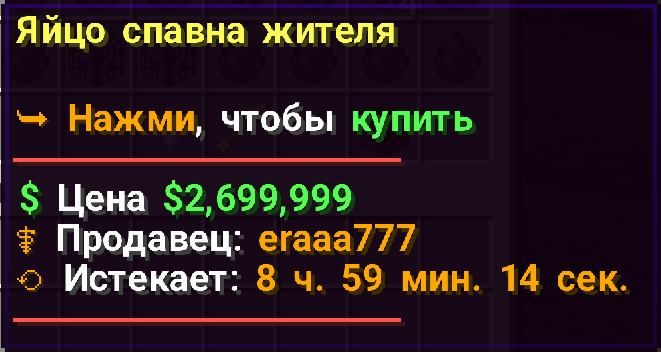 Яйцо спавна жителя
➥ Нажми, чтобы купить
$ Цена $2,699,999
⚕ Продавец: eraaa777
⟲ Истекает: 8 ч. 59 мин. 14 сек.